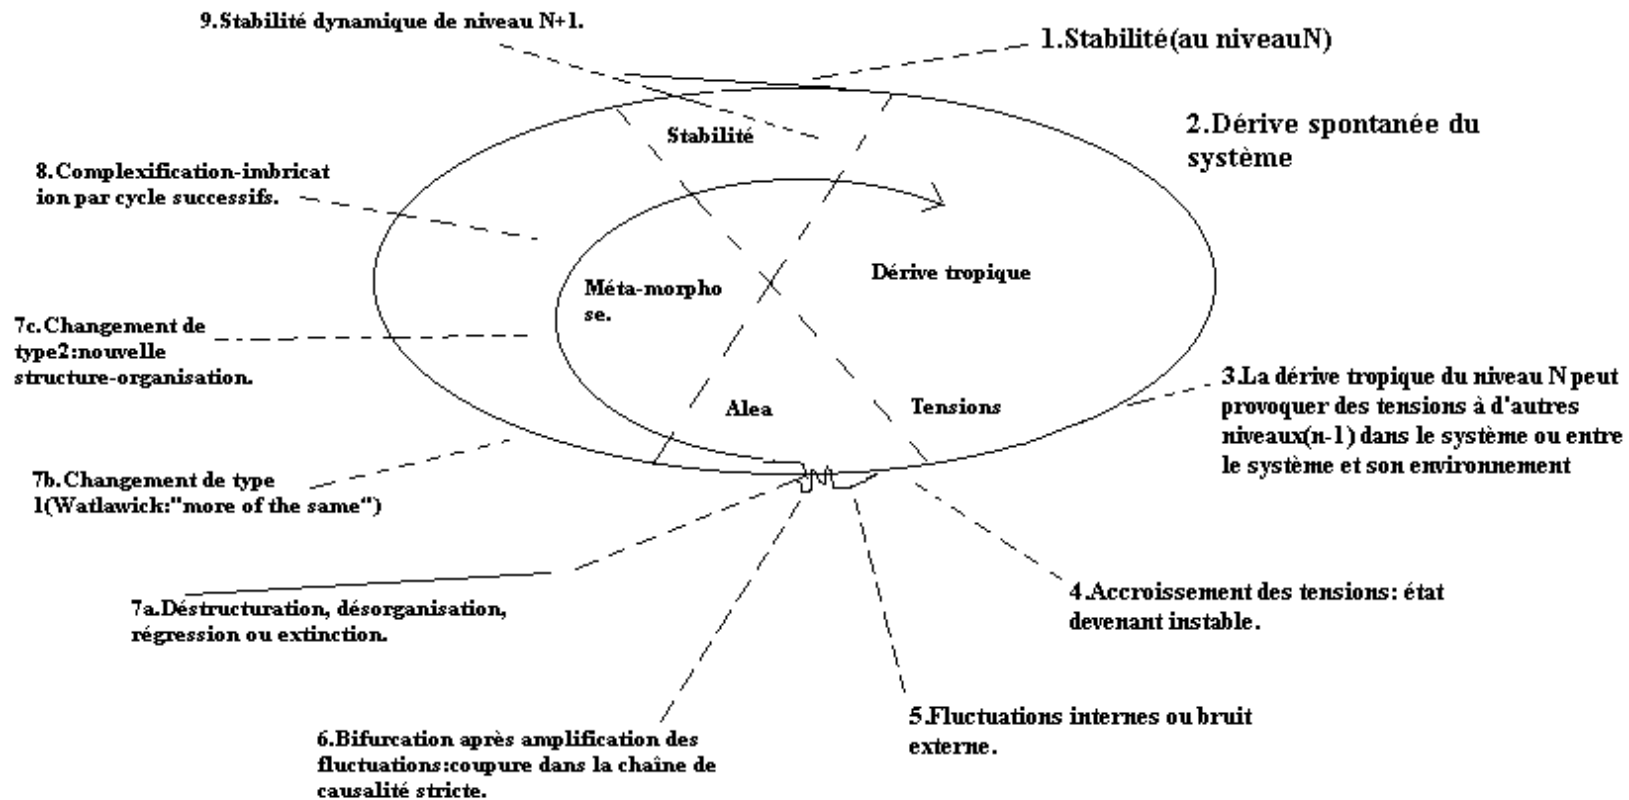 9.Stabilité dynamique de niveau N+1.
1.Stabilité(au niveauN)
2.Dérive spontanée du
système
Stabilité
8.Complexification-imbricat
ion par cycle successifs.
Dérive tropique
Méta-morpho
se.
7c.Changement de
type2:nouvelle
structure-organisation.
3.La dérive tropique du niveau N peut
provoquer des tensions à d'autres
niveaux(n-1) dans le système ou entre
le système et son environnement
Alea
Tensions
7b.Changement de type
1(Watlawick:"more of the same")
4.Accroissement des tensions: état
devenant instable.
7a.Déstructuration, désorganisation,
régression ou extinction.
5.Fluctuations internes ou bruit
externe.
6.Bifurcation après amplification des
fluctuations:coupure dans la chaîne de
causalité stricte.